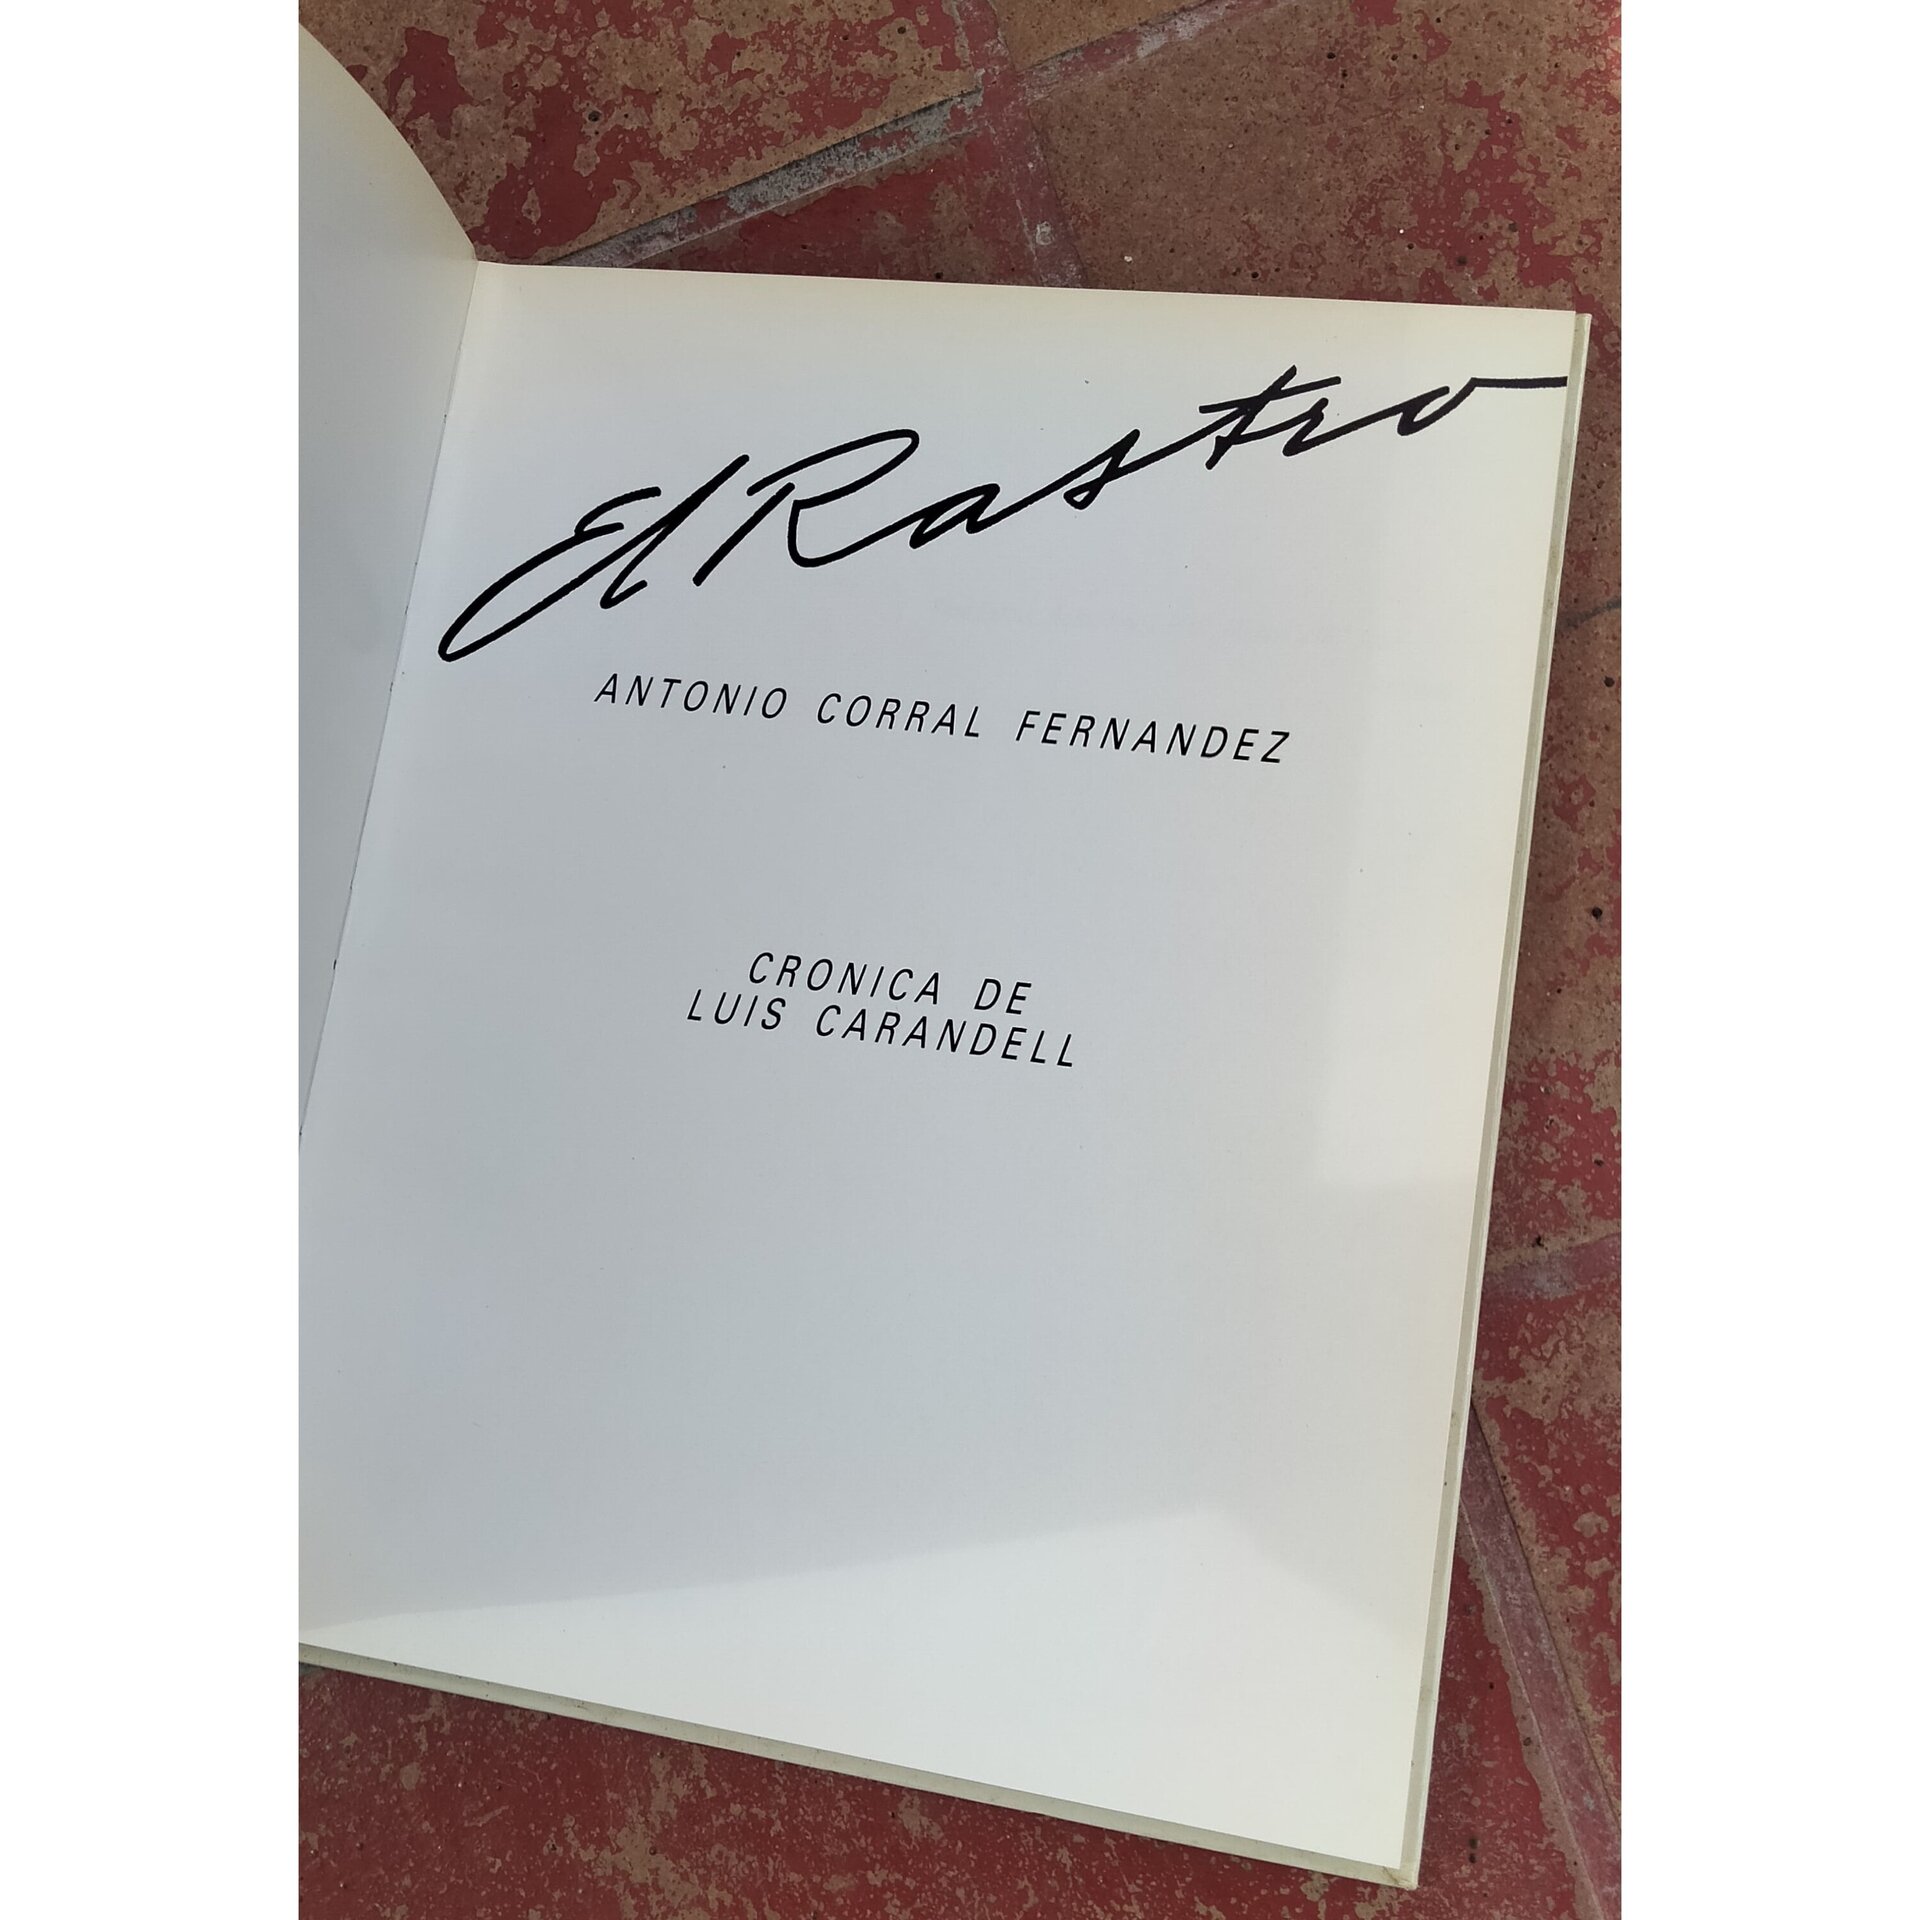 El Rastro
ANTONIO CORRAL FERNANDEZ
CRONICA DE
LUIS CARANDELL